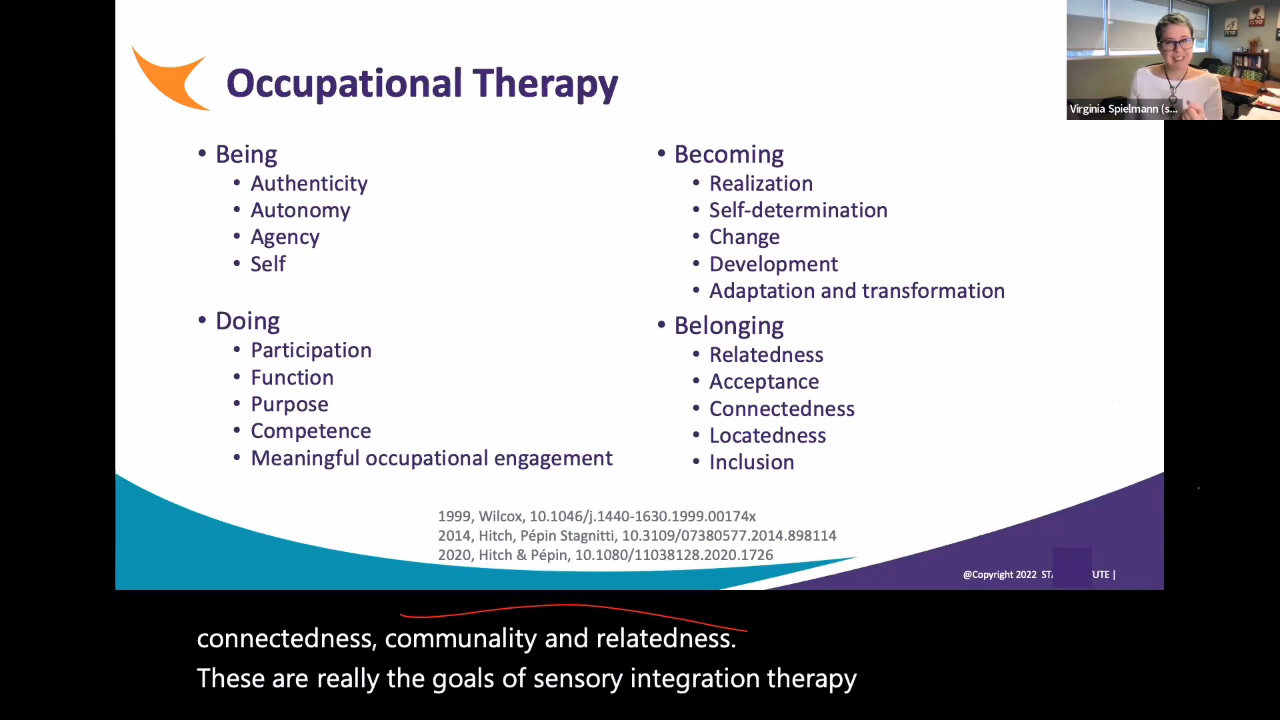 Occupational Therapy
Virginia Spielmann (s...
• Being
• Authenticity
• Autonomy
• Agency
• Self
• Doing
• Participation
• Function
• Purpose
• Competence
• Meaningful occupational engagement
• Becoming
• Realization
• Self-determination
• Change
• Development
• Adaptation and transformation
• Belonging
• Relatedness
• Acceptance
• Connectedness
• Locatedness
• Inclusion
1999, Wilcox, 10.1046/j.1440-1630.1999.00174x
2014, Hitch, Pépin Stagnitti, 10.3109/07380577.2014.898114
2020, Hitch & Pépin, 10.1080/11038128.2020.1726
@Copyright 2022 |
connectedness, communality and relatedness.
These are really the goals of sensory integration therapy